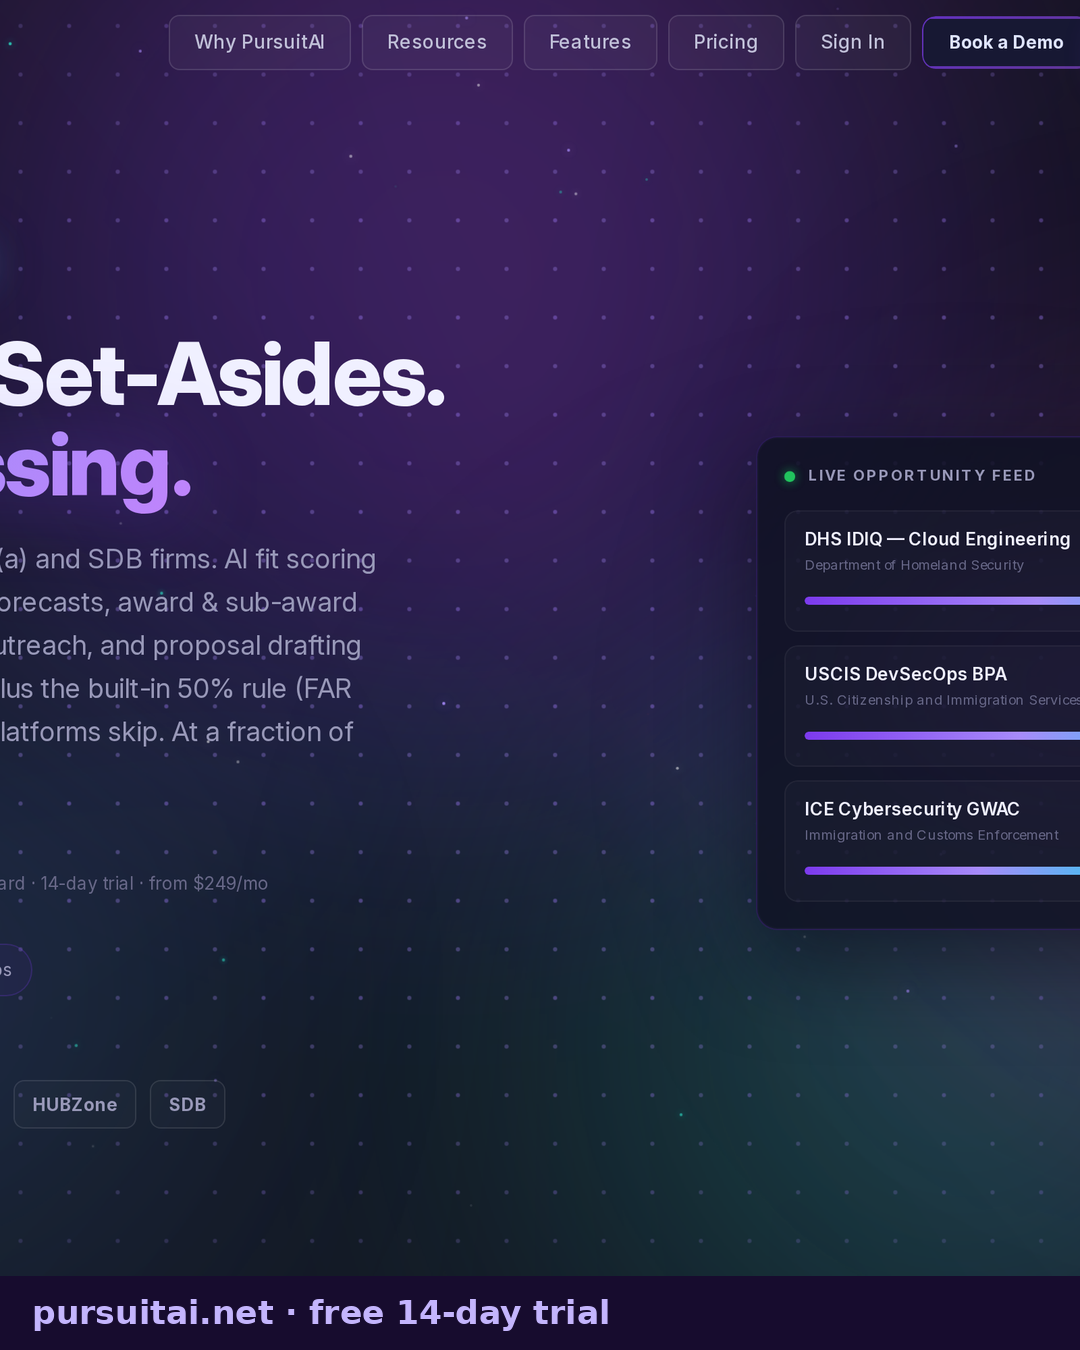 Why PursuitAI
Resources
Features
Pricing
Sign In
Book a Demo
Set-Asides.
ssing.
(a) and SDB firms. AI fit scoring
orecasts, award & sub-award
utreach, and proposal drafting
lus the built-in 50% rule (FAR
latforms skip. At a fraction of
ard · 14-day trial · from $249/mo
os
HUBZone
SDB
LIVE OPPORTUNITY FEED
DHS IDIQ — Cloud Engineering
Department of Homeland Security
USCIS DevSecOps BPA
U.S. Citizenship and Immigration Services
ICE Cybersecurity GWAC
Immigration and Customs Enforcement
pursuitai.net · free 14-day trial